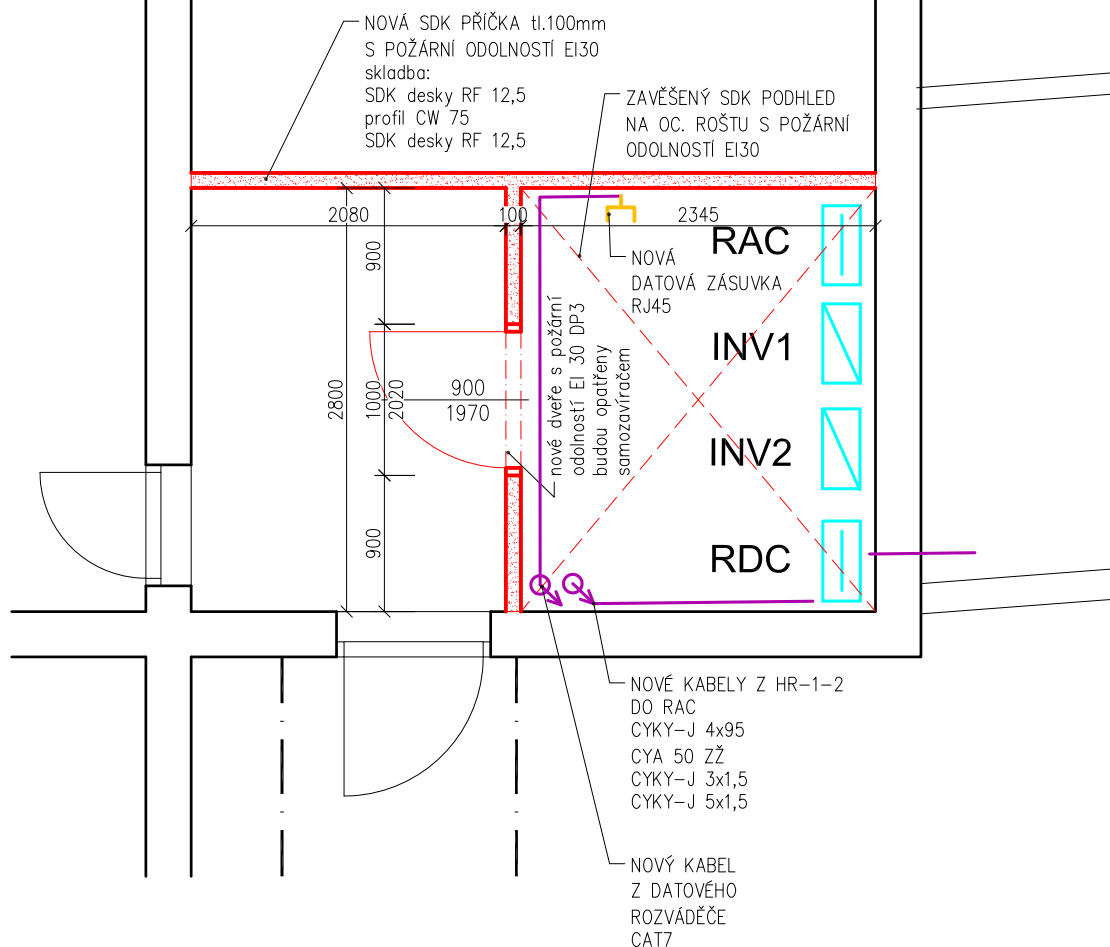 NOVÁ SDK PŘÍČKA tl.100mm
S POŽÁRNÍ ODOLNOSTÍ EI30
skladba:
SDK desky RF 12,5
profil CW 75
SDK desky RF 12,5
ZAVĚŠENÝ SDK PODHLED
NA OC. ROŠTU S POŽÁRNÍ
ODOLNOSTÍ EI30
2080
100
2345
900
RAC
NOVÁ
DATOVÁ ZÁSUVKA
RJ45
nové dveře s požární
odolností EI 30 DP3
budou opatřeny
samozavíračem
INV1
2800
1000
2020
900
1970
INV2
900
RDC
NOVÉ KABELY Z HR-1-2
DO RAC
CYKY-J 4x95
CYA 50 ZŽ
CYKY-J 3x1,5
CYKY-J 5x1,5
NOVÝ KABEL
Z DATOVÉHO
ROZVÁDĚČE
CAT7